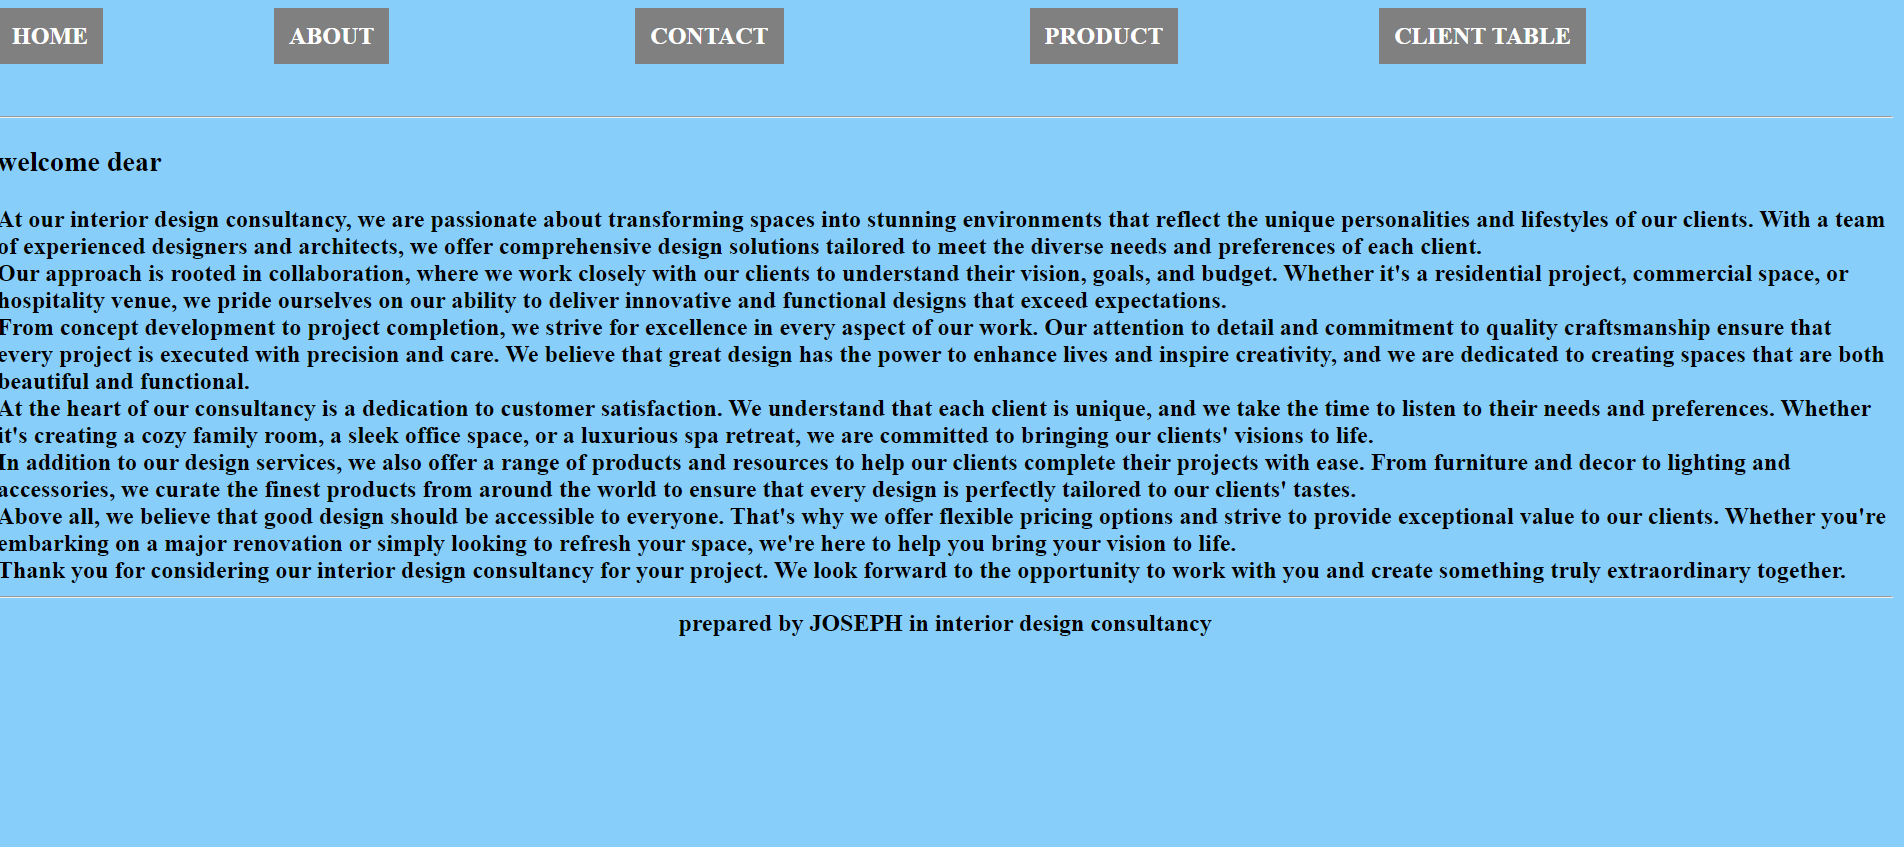 HOME ABOUT CONTACT PRODUCT CLIENT TABLE
welcome dear
At our interior design consultancy, we are passionate about transforming spaces into stunning environments that reflect the unique personalities and lifestyles of our clients. With a team
of experienced designers and architects, we offer comprehensive design solutions tailored to meet the diverse needs and preferences of each client.
Our approach is rooted in collaboration, where we work closely with our clients to understand their vision, goals, and budget. Whether it's a residential project, commercial space, or
hospitality venue, we pride ourselves on our ability to deliver innovative and functional designs that exceed expectations.
From concept development to project completion, we strive for excellence in every aspect of our work. Our attention to detail and commitment to quality craftsmanship ensure that
every project is executed with precision and care. We believe that great design has the power to enhance lives and inspire creativity, and we are dedicated to creating spaces that are both
beautiful and functional.
At the heart of our consultancy is a dedication to customer satisfaction. We understand that each client is unique, and we take the time to listen to their needs and preferences. Whether
it's creating a cozy family room, a sleek office space, or a luxurious spa retreat, we are committed to bringing our clients' visions to life.
In addition to our design services, we also offer a range of products and resources to help our clients complete their projects with ease. From furniture and decor to lighting and
accessories, we curate the finest products from around the world to ensure that every design is perfectly tailored to our clients' tastes.
Above all, we believe that good design should be accessible to everyone. That's why we offer flexible pricing options and strive to provide exceptional value to our clients. Whether you're
embarking on a major renovation or simply looking to refresh your space, we're here to help you bring your vision to life.
Thank you for considering our interior design consultancy for your project. We look forward to the opportunity to work with you and create something truly extraordinary together.
prepared by JOSEPH in interior design consultancy